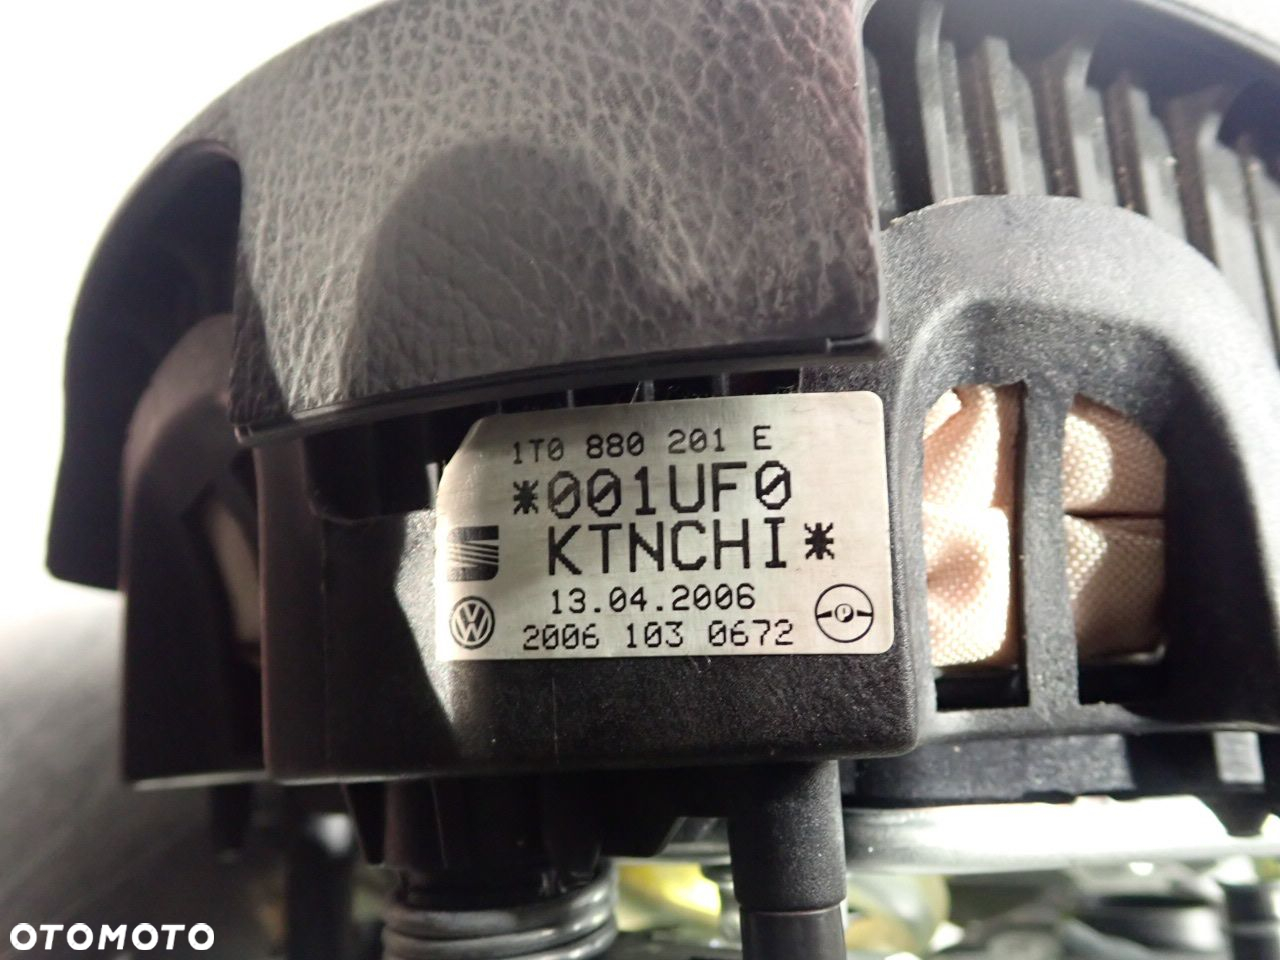 1T0 880 201 E
*001UF0
KTNCHI*
13.04.2006
2006 103 0672
OTOMOTO